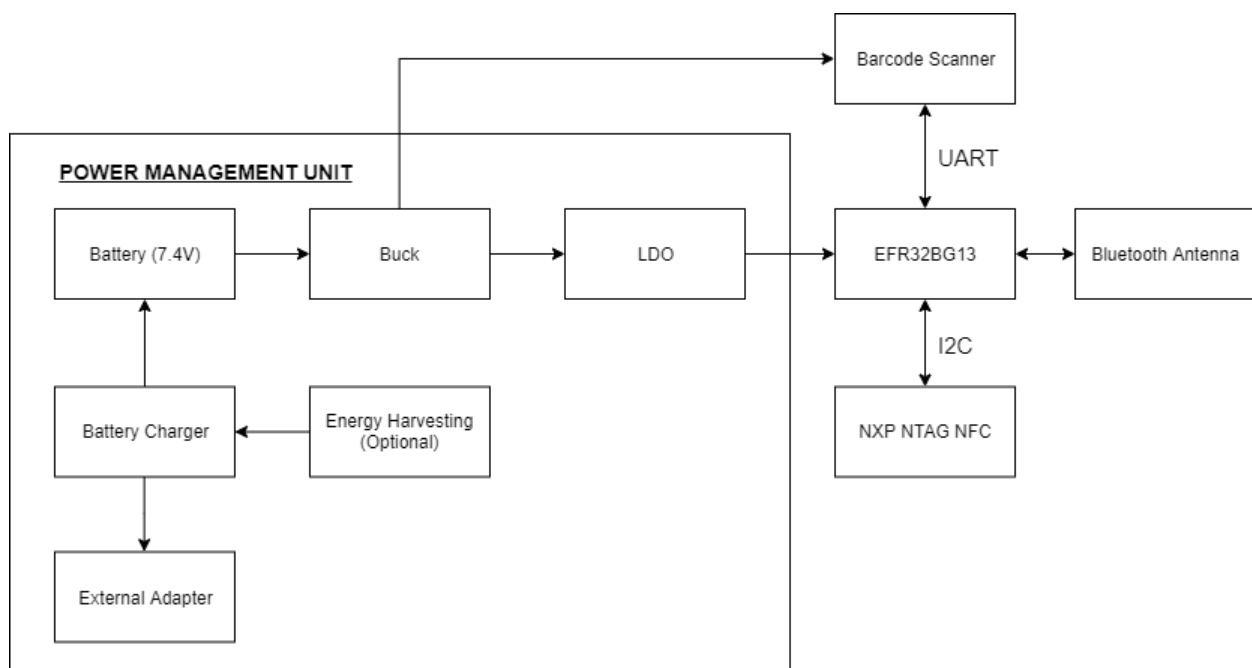 Barcode Scanner
UART
POWER MANAGEMENT UNIT
Battery (7.4V)
Buck
LDO
EFR32BG13
Bluetooth Antenna
I2C
Battery Charger
Energy Harvesting
(Optional)
NXP NTAG NFC
External Adapter